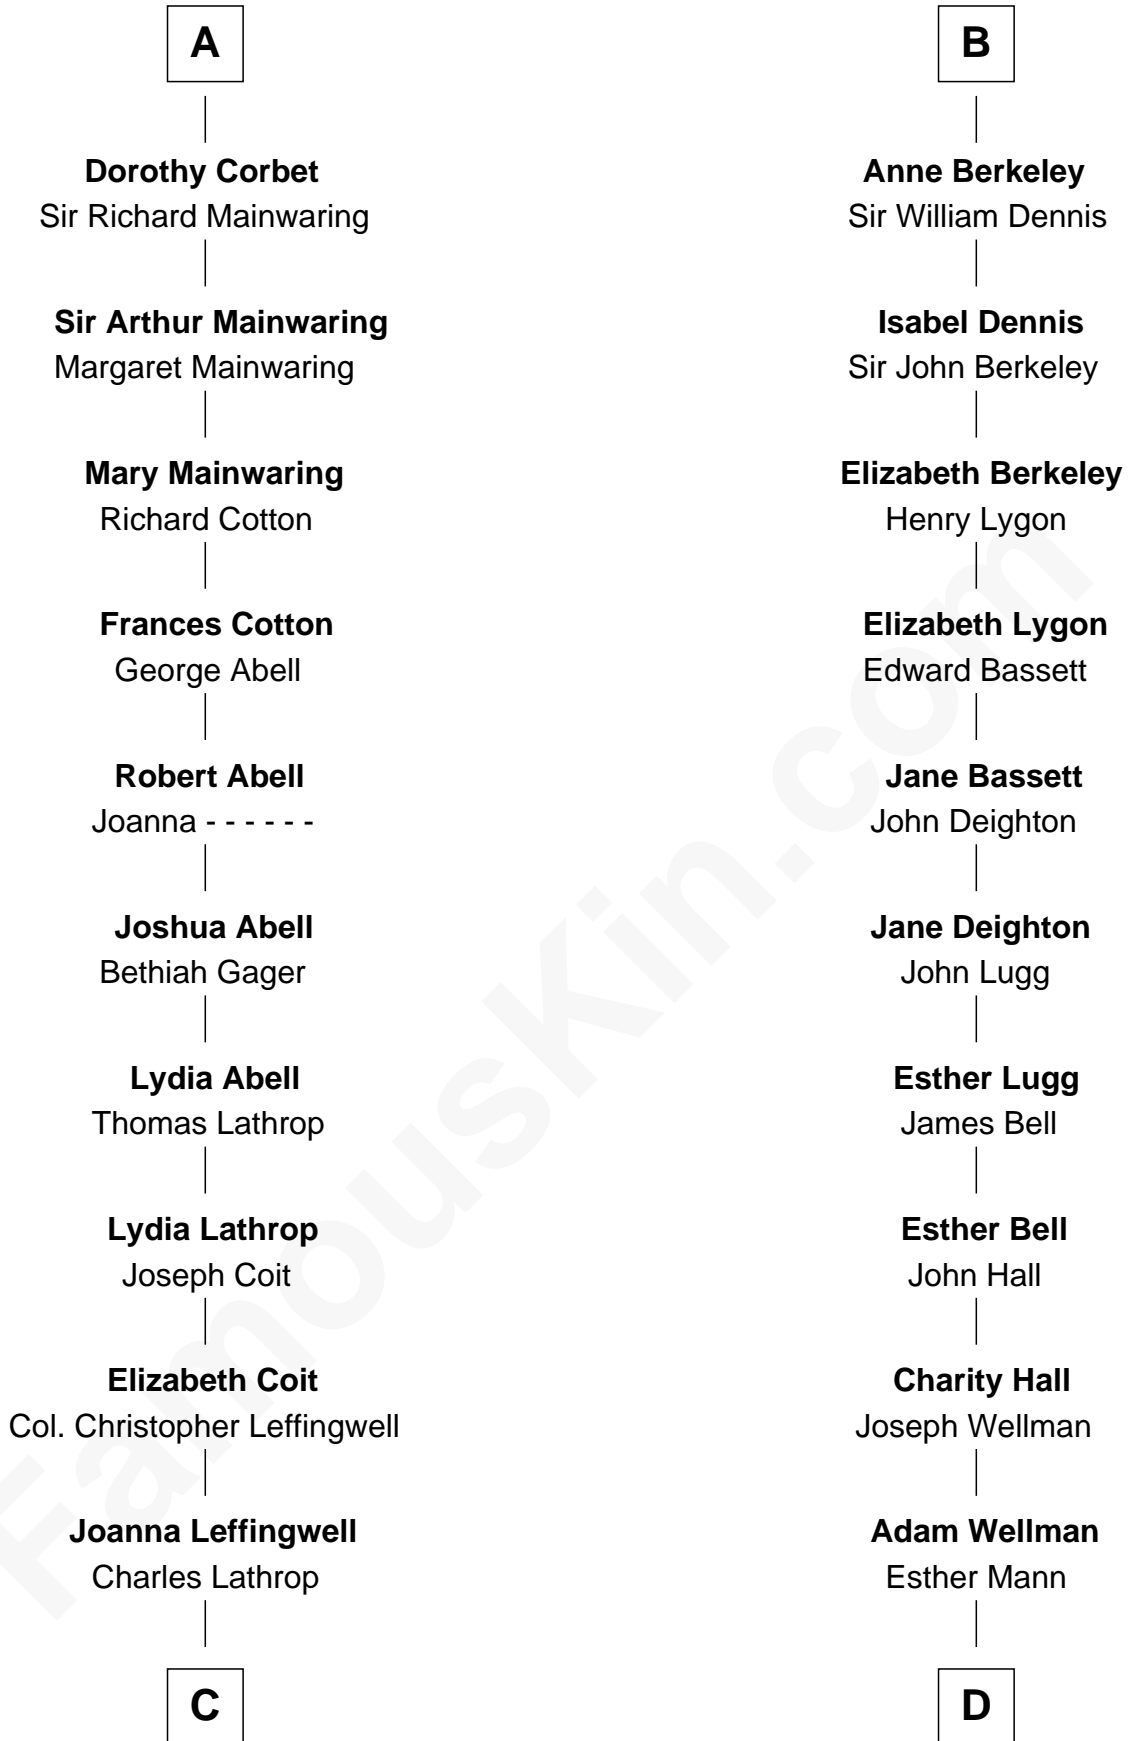 A
Dorothy Corbet
Sir Richard Mainwaring
Sir Arthur Mainwaring
Margaret Mainwaring
Mary Mainwaring
Richard Cotton
Frances Cotton
George Abell
Robert Abell
Joanna - - - - - -
Joshua Abell
Bethiah Gager
Lydia Abell
Thomas Lathrop
Lydia Lathrop
Joseph Coit
Elizabeth Coit
Col. Christopher Leffingwell
Joanna Leffingwell
Charles Lathrop
C
B
Anne Berkeley
Sir William Dennis
Isabel Dennis
Sir John Berkeley
Elizabeth Berkeley
Henry Lygon
Elizabeth Lygon
Edward Bassett
Jane Bassett
John Deighton
Jane Deighton
John Lugg
Esther Lugg
James Bell
Esther Bell
John Hall
Charity Hall
Joseph Wellman
Adam Wellman
Esther Mann
D
FamousKin.com